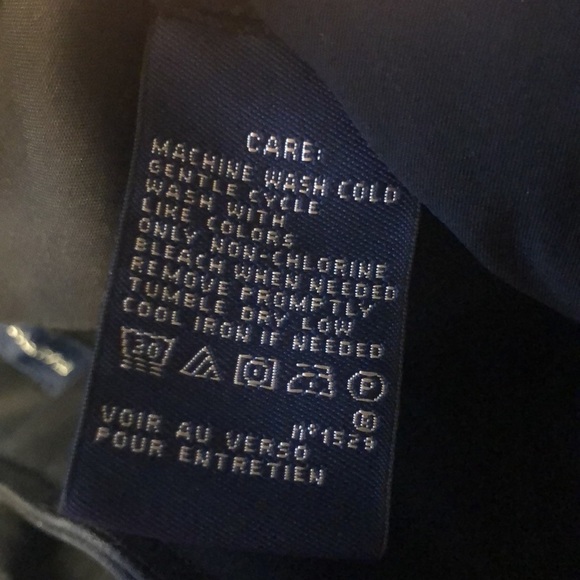 CARE:
MACHINE WASH COLD
GENTLE CYCLE
WASH WITH
LIKE COLORS
ONLY NON-CHLORINE
BLEACH WHEN NEEDED
REMOVE PROMPTLY
TUMBLE DRY LOW
COOL IRON IF NEEDED
P
VOIR AU VERSO
POUR ENTRETIEN
n°1529